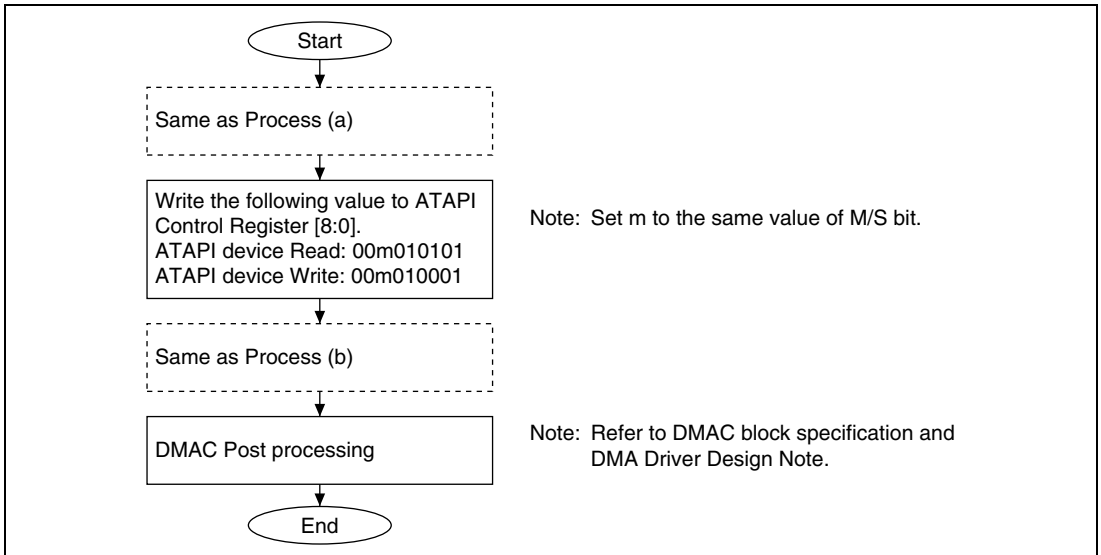 Start
Same as Process (a)
Write the following value to ATAPI
Control Register [8:0].
ATAPI device Read: 00m010101
ATAPI device Write: 00m010001
Note: Set m to the same value of M/S bit.
Same as Process (b)
DMAC Post processing
Note: Refer to DMAC block specification and
DMA Driver Design Note.
End